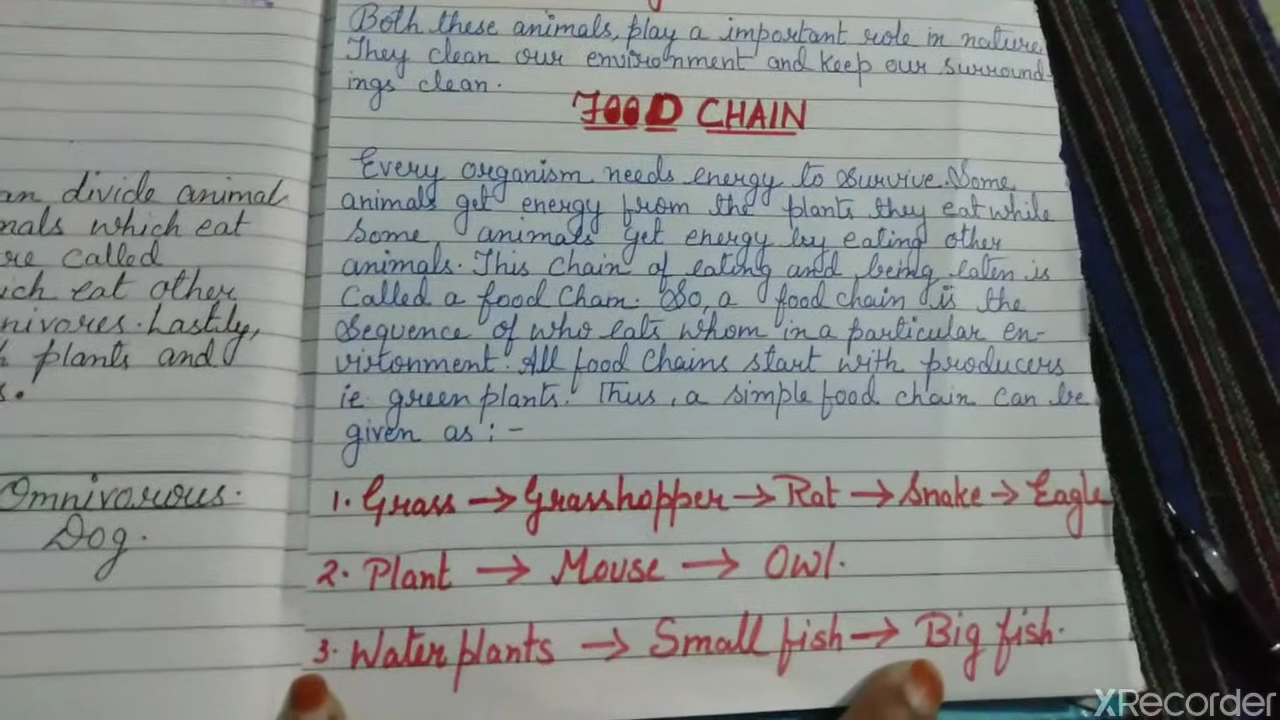 Both these animals, play a important role in nature
They clean our environment and keep our surround-
ings clean.
FOOD CHAIN
Every organism needs energy to survive. Some
animals get energy from the plants they eat while
some animals get energy by eating other
animals. This chain of eating and being eaten is
called a food chain. So, a food chain is the
sequence of who eats whom in a particular en-
vironment. All food chains start with producers
ie. green plants. Thus, a simple food chain can be
given as : -
1. Grass → Grasshopper → Rat → Snake → Eagle
2. Plant → Mouse → Owl.
3. Water plants → Small fish → Big fish.
divide animal
which eat
called
eat other
Lastily,
plants and
Omnivorous.
Dog.
XRecorder